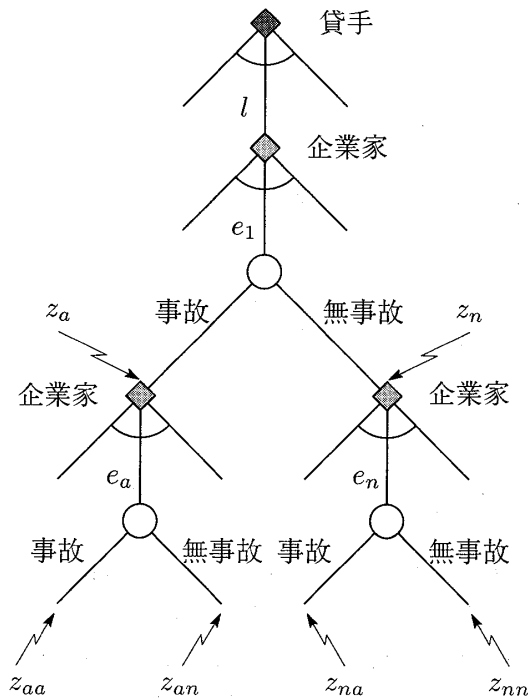 貸手
l
企業家
e₁
事故 無事故
zₐ zₙ
企業家 企業家
eₐ eₙ
事故 無事故 事故 無事故
zₐₐ zₐₙ zₙₐ zₙₙ